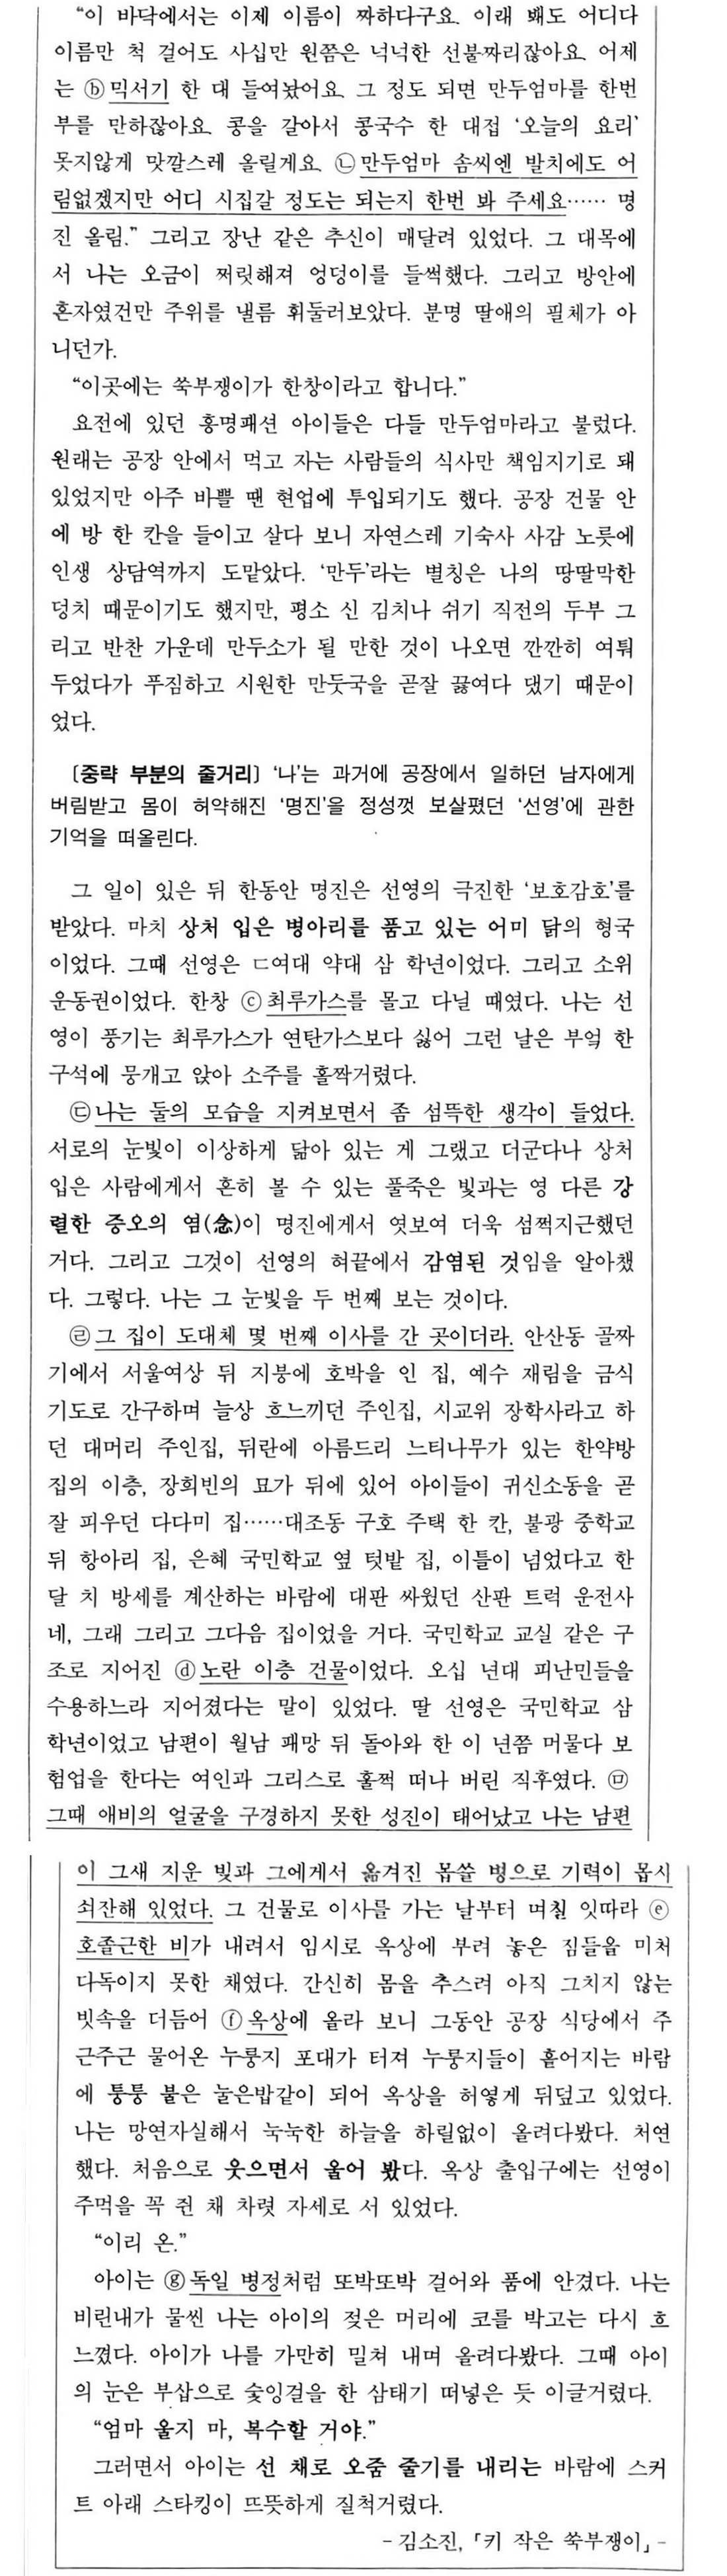 “이 바닥에서는 이제 이름이 짜하다구요. 이래 봬도 어디다
이름만 척 걸어도 사십만 원쯤은 넉넉한 선불짜리잖아요. 어제
는 ⓑ믹서기 한 대 들여놨어요. 그 정도 되면 만두엄마를 한번
부를 만하잖아요. 콩을 갈아서 콩국수 한 대접 ‘오늘의 요리’
못지않게 맛깔스레 올릴게요. ㉡만두엄마 솜씨엔 발치에도 어
림없겠지만 어디 시집갈 정도는 되는지 한번 봐 주세요…… 명
진 올림.” 그리고 장난 같은 추신이 매달려 있었다. 그 대목에
서 나는 오금이 쩌릿해져 엉덩이를 들썩했다. 그리고 방안에
혼자였건만 주위를 낼름 휘둘러보았다. 분명 딸애의 필체가 아
니던가.
“이곳에는 쑥부쟁이가 한창이라고 합니다.”
요전에 있던 홍명패션 아이들은 다들 만두엄마라고 불렀다.
원래는 공장 안에서 먹고 자는 사람들의 식사만 책임지기로 돼
있었지만 아주 바쁠 땐 현업에 투입되기도 했다. 공장 건물 안
에 방 한 칸을 들이고 살다 보니 자연스레 기숙사 사감 노릇에
인생 상담역까지 도맡았다. ‘만두’라는 별칭은 나의 땅딸막한
덩치 때문이기도 했지만, 평소 신 김치나 쉬기 직전의 두부 그
리고 반찬 가운데 만두소가 될 만한 것이 나오면 깐깐히 여퉈
두었다가 푸짐하고 시원한 만둣국을 곧잘 끓여다 댔기 때문이
었다.
〔중략 부분의 줄거리〕 ‘나’는 과거에 공장에서 일하던 남자에게
버림받고 몸이 허약해진 ‘명진’을 정성껏 보살폈던 ‘선영’에 관한
기억을 떠올린다.
그 일이 있은 뒤 한동안 명진은 선영의 극진한 ‘보호감호’를
받았다. 마치 상처 입은 병아리를 품고 있는 어미 닭의 형국
이었다. 그때 선영은 ㄷ여대 약대 삼 학년이었다. 그리고 소위
운동권이었다. 한창 ⓒ최루가스를 몰고 다닐 때였다. 나는 선
영이 풍기는 최루가스가 연탄가스보다 싫어 그런 날은 부엌 한
구석에 뭉개고 앉아 소주를 홀짝거렸다.
㉢나는 둘의 모습을 지켜보면서 좀 섬뜩한 생각이 들었다.
서로의 눈빛이 이상하게 닮아 있는 게 그랬고 더군다나 상처
입은 사람에게서 흔히 볼 수 있는 풀죽은 빛과는 영 다른 강
렬한 증오의 염(念)이 명진에게서 엿보여 더욱 섬쩍지근했던
거다. 그리고 그것이 선영의 혀끝에서 감염된 것임을 알아챘
다. 그렇다. 나는 그 눈빛을 두 번째 보는 것이다.
㉣그 집이 도대체 몇 번째 이사를 간 곳이더라. 안산동 골짜
기에서 서울여상 뒤 지붕에 호박을 인 집, 예수 재림을 금식
기도로 간구하며 늘상 흐느끼던 주인집, 시교위 장학사라고 하
던 대머리 주인집, 뒤란에 아름드리 느티나무가 있는 한약방
집의 이층, 장희빈의 묘가 뒤에 있어 아이들이 귀신소동을 곧
잘 피우던 다다미 집……대조동 구호 주택 한 칸, 불광 중학교
뒤 항아리 집, 은혜 국민학교 옆 텃밭 집, 이틀이 넘었다고 한
달 치 방세를 계산하는 바람에 대판 싸웠던 산판 트럭 운전사
네, 그래 그리고 그다음 집이었을 거다. 국민학교 교실 같은 구
조로 지어진 ⓓ노란 이층 건물이었다. 오십 년대 피난민들을
수용하느라 지어졌다는 말이 있었다. 딸 선영은 국민학교 삼
학년이었고 남편이 월남 패망 뒤 돌아와 한 이 년쯤 머물다 보
험업을 한다는 여인과 그리스로 훌쩍 떠나 버린 직후였다. ㉤
그때 애비의 얼굴을 구경하지 못한 성진이 태어났고 나는 남편
이 그새 지운 빚과 그에게서 옮겨진 몹쓸 병으로 기력이 몹시
쇠잔해 있었다. 그 건물로 이사를 가는 날부터 며칠 잇따라 ⓔ
호졸근한 비가 내려서 임시로 옥상에 부려 놓은 짐들을 미처
다독이지 못한 채였다. 간신히 몸을 추스려 아직 그치지 않는
빗속을 더듬어 ⓕ옥상에 올라 보니 그동안 공장 식당에서 주
근주근 물어온 누룽지 포대가 터져 누룽지들이 흩어지는 바람
에 퉁퉁 불은 눌은밥같이 되어 옥상을 허옇게 뒤덮고 있었다.
나는 망연자실해서 눅눅한 하늘을 하릴없이 올려다봤다. 처연
했다. 처음으로 웃으면서 울어 봤다. 옥상 출입구에는 선영이
주먹을 꼭 쥔 채 차렷 자세로 서 있었다.
“이리 온.”
아이는 ⓖ독일 병정처럼 또박또박 걸어와 품에 안겼다. 나는
비린내가 물씬 나는 아이의 젖은 머리에 코를 박고는 다시 흐
느꼈다. 아이가 나를 가만히 밀쳐 내며 올려다봤다. 그때 아이
의 눈은 부삽으로 숯잉걸을 한 삼태기 떠넣은 듯 이글거렸다.
“엄마 울지 마, 복수할 거야.”
그러면서 아이는 선 채로 오줌 줄기를 내리는 바람에 스커
트 아래 스타킹이 뜨뜻하게 질척거렸다.
- 김소진, 「키 작은 쑥부쟁이」 -